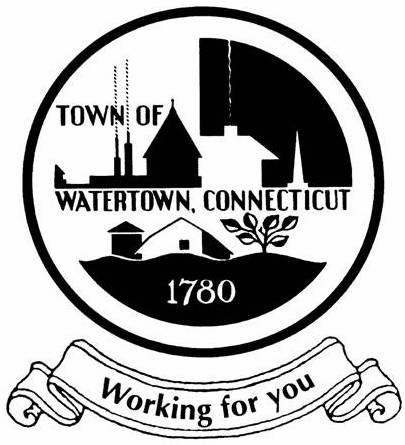 TOWN OF
WATERTOWN, CONNECTICUT
1780
Working for you